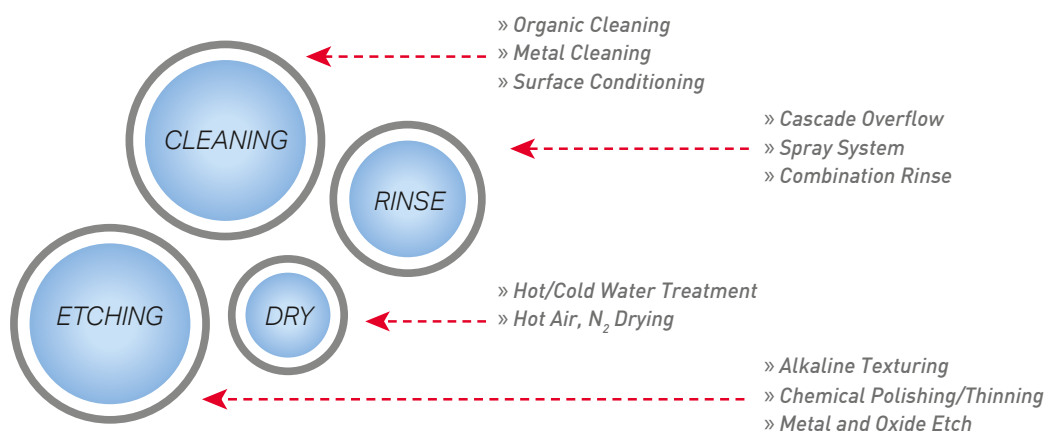 » Organic Cleaning
» Metal Cleaning
» Surface Conditioning
CLEANING
» Cascade Overflow
» Spray System
» Combination Rinse
RINSE
» Hot/Cold Water Treatment
» Hot Air, N₂ Drying
ETCHING
DRY
» Alkaline Texturing
» Chemical Polishing/Thinning
» Metal and Oxide Etch